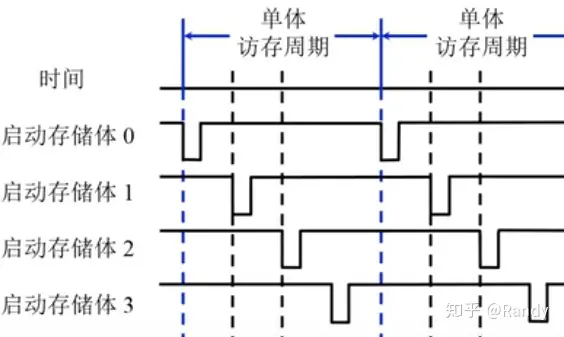 单体
访存周期
单体
访存周期
时间
启动存储体 0
启动存储体 1
启动存储体 2
启动存储体 3
知乎 @Randy